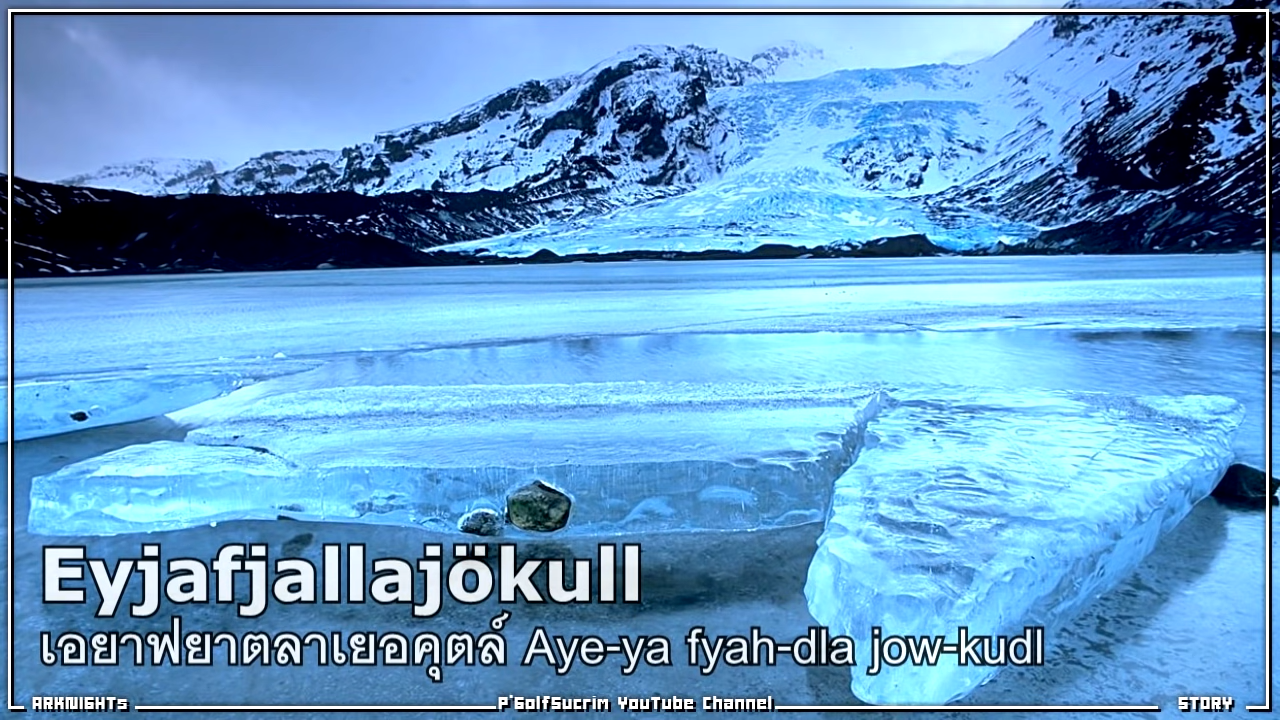 Eyjafjallajökull
เอยาฟยาตลาเยอคุตล์ Aye-ya fyah-dla jow-kudl
ARKNIGHTs P'GolfSucrim YouTube Channel STORY